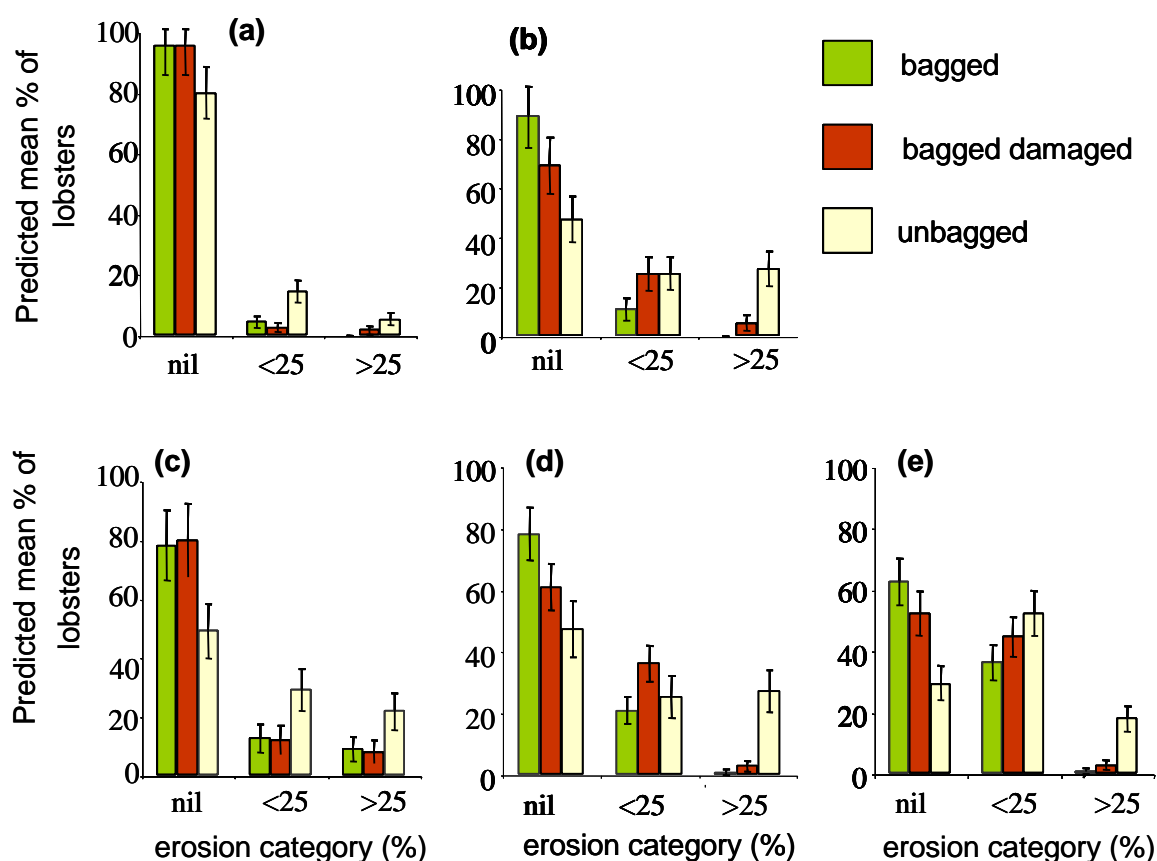 Predicted mean % of
lobsters
100
80
60
40
20
0
(a)
nil
<25
>25
(b)
100
80
60
40
20
0
nil
<25
>25
bagged
bagged damaged
unbagged
Predicted mean % of
lobsters
100
80
60
40
20
0
(c)
nil
<25
>25
erosion category (%)
100
80
60
40
20
0
(d)
nil
<25
>25
erosion category (%)
100
80
60
40
20
0
(e)
nil
<25
>25
erosion category (%)